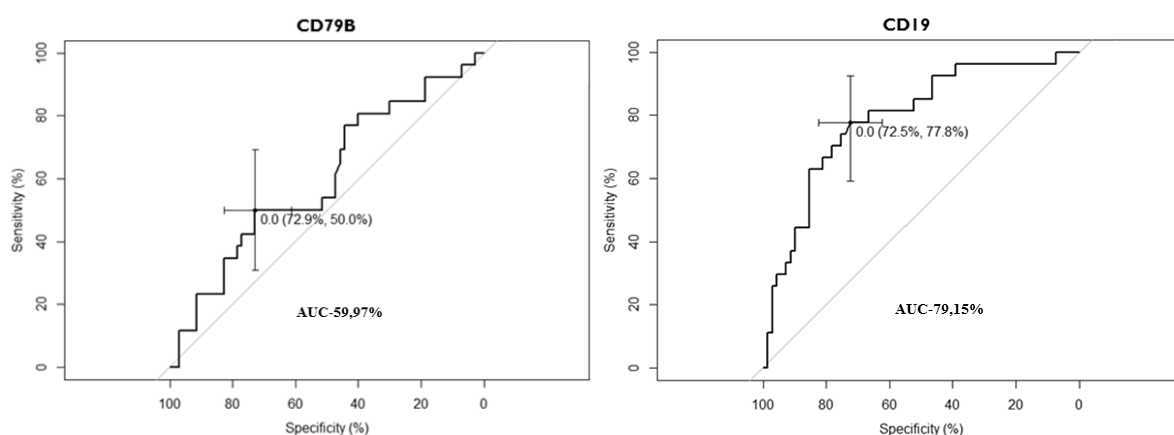 CD79B
100
80
60
40
20
0
Sensitivity (%)
0.0 (72.9%, 50.0%)
AUC-59,97%
100 80 60 40 20 0
Specificity (%)
CD19
100
80
60
40
20
0
Sensitivity (%)
0.0 (72.5%, 77.8%)
AUC-79,15%
100 80 60 40 20 0
Specificity (%)